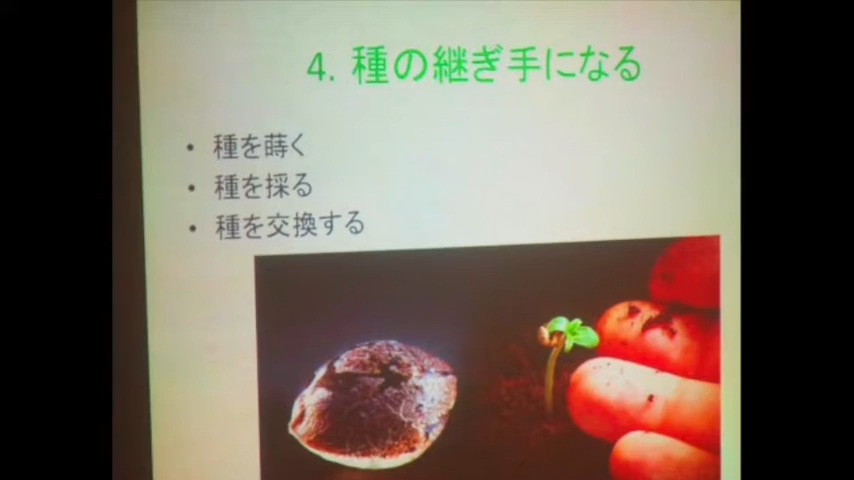 4. 種の継ぎ手になる
• 種を蒔く
• 種を採る
• 種を交換する